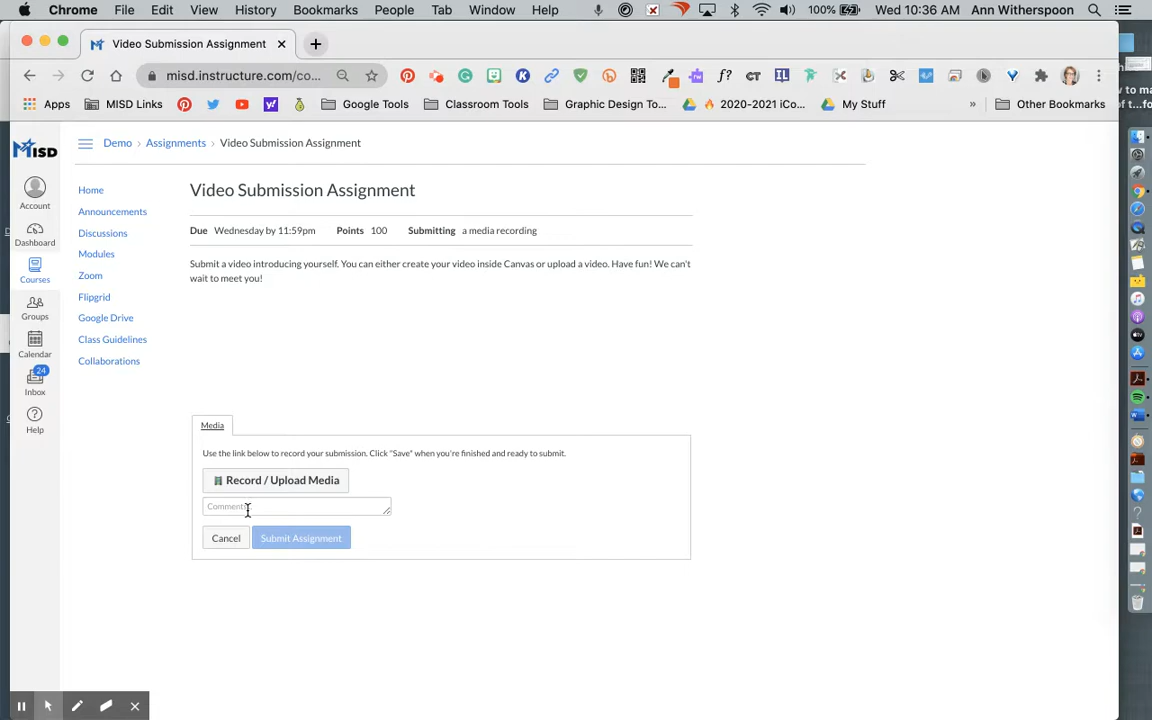 Chrome File Edit View History Bookmarks People Tab Window Help 100% Wed 10:36 AM Ann Witherspoon
Video Submission Assignment
misd.instructure.com/co...
Apps MISD Links Google Tools Classroom Tools Graphic Design To... 2020-2021 iCo... My Stuff » Other Bookmarks
MISD
Account
Dashboard
Courses
Groups
Calendar
24
Inbox
Help
Demo > Assignments > Video Submission Assignment
Home
Announcements
Discussions
Modules
Zoom
Flipgrid
Google Drive
Class Guidelines
Collaborations
Video Submission Assignment
Due Wednesday by 11:59pm Points 100 Submitting a media recording
Submit a video introducing yourself. You can either create your video inside Canvas or upload a video. Have fun! We can't
wait to meet you!
Media
Use the link below to record your submission. Click "Save" when you're finished and ready to submit.
Record / Upload Media
Cancel Submit Assignment